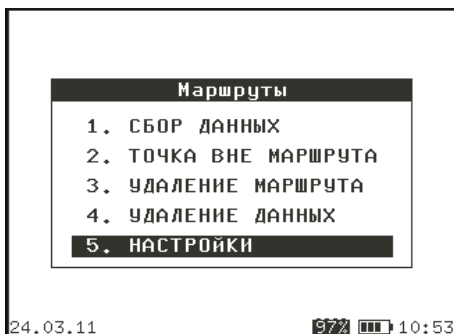 Маршруты
1. СБОР ДАННЫХ
2. ТОЧКА ВНЕ МАРШРУТА
3. УДАЛЕНИЕ МАРШРУТА
4. УДАЛЕНИЕ ДАННЫХ
5. НАСТРОЙКИ
24.03.11 97% 10:53